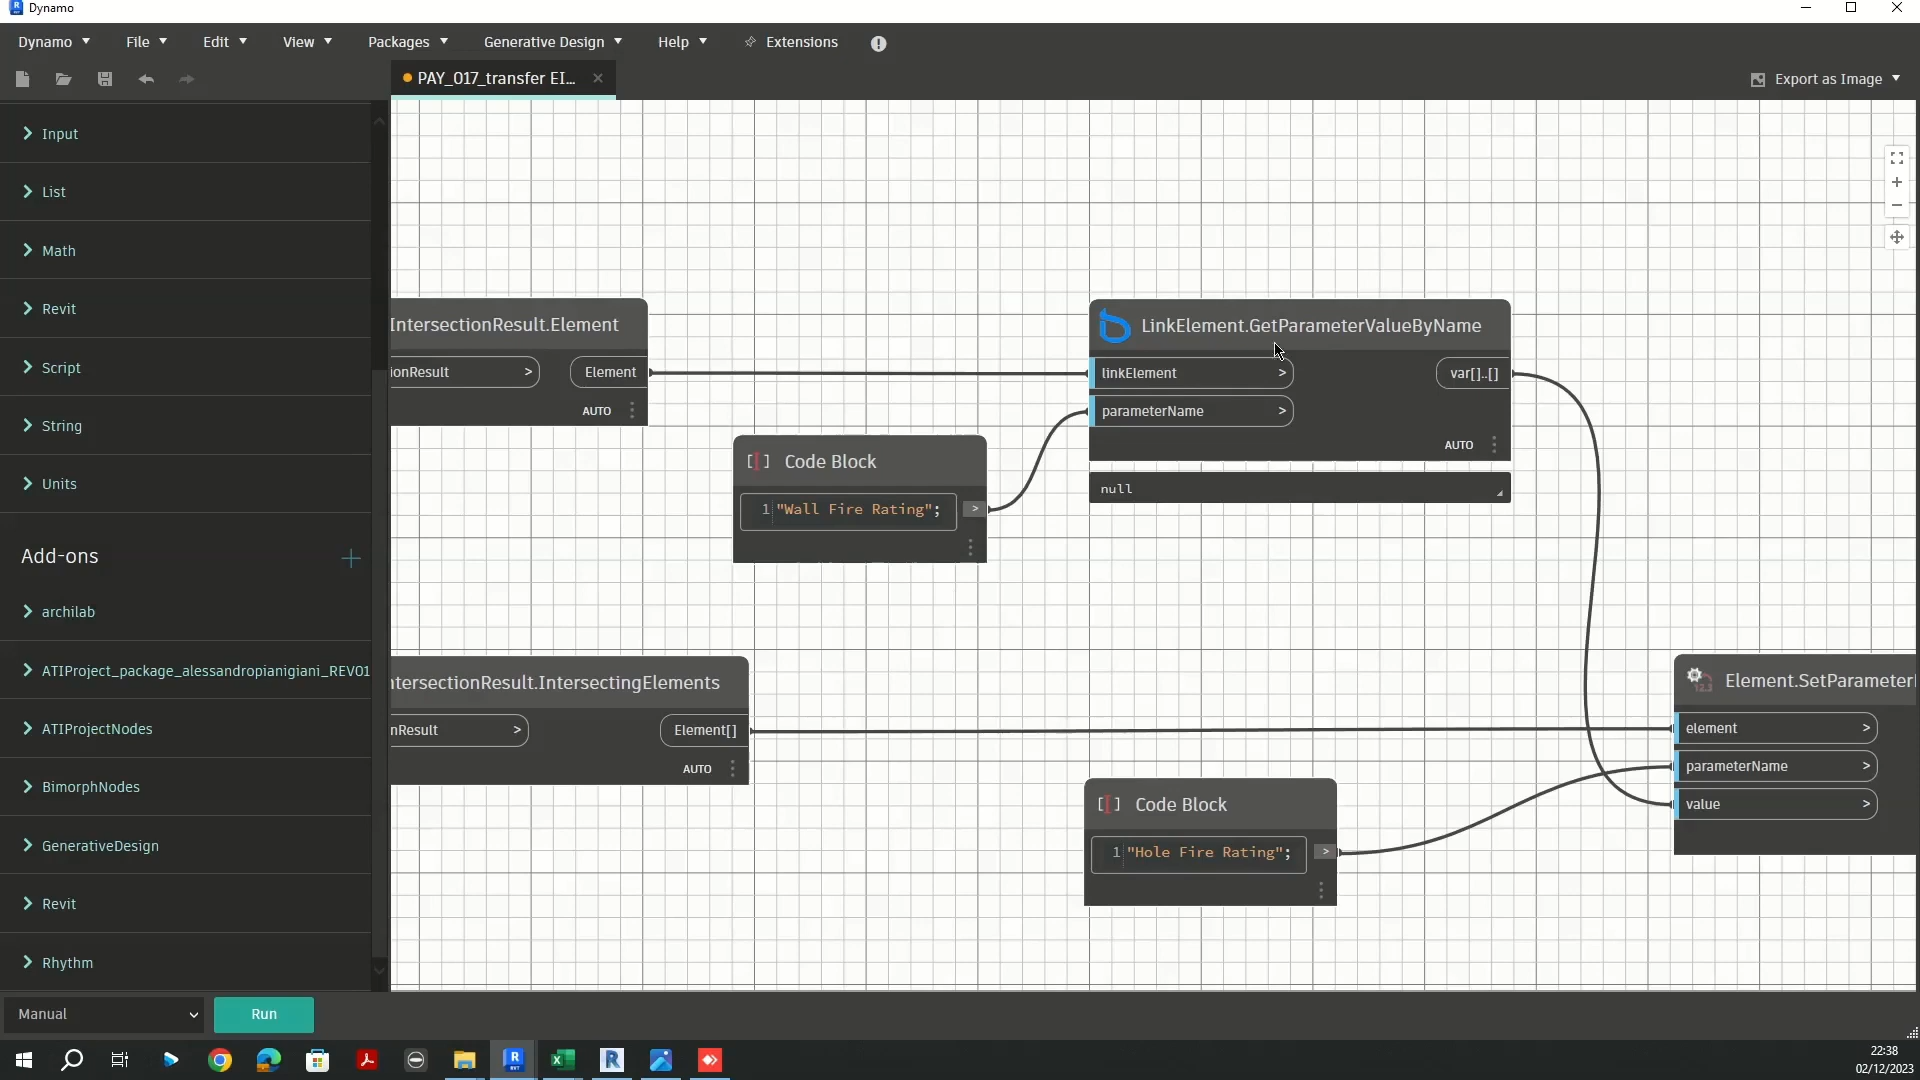 Dynamo
Dynamo File Edit View Packages Generative Design Help Extensions
PAY_017_transfer EI...
Export as Image
Input
List
Math
Revit
Script
String
Units
Add-ons
archilab
ATIProject_package_alessandropianigiani_REV01
ATIProjectNodes
BimorphNodes
GenerativeDesign
Revit
Rhythm
IntersectionResult.Element
ionResult >
Element
AUTO
Code Block
1 "Wall Fire Rating"; >
LinkElement.GetParameterValueByName
linkElement >
var[]..[]
parameterName >
AUTO
null
ntersectionResult.IntersectingElements
nResult >
Element[]
AUTO
Code Block
1 "Hole Fire Rating"; >
Element.SetParameter
element >
parameterName >
value >
Manual
Run
22:38
02/12/2023